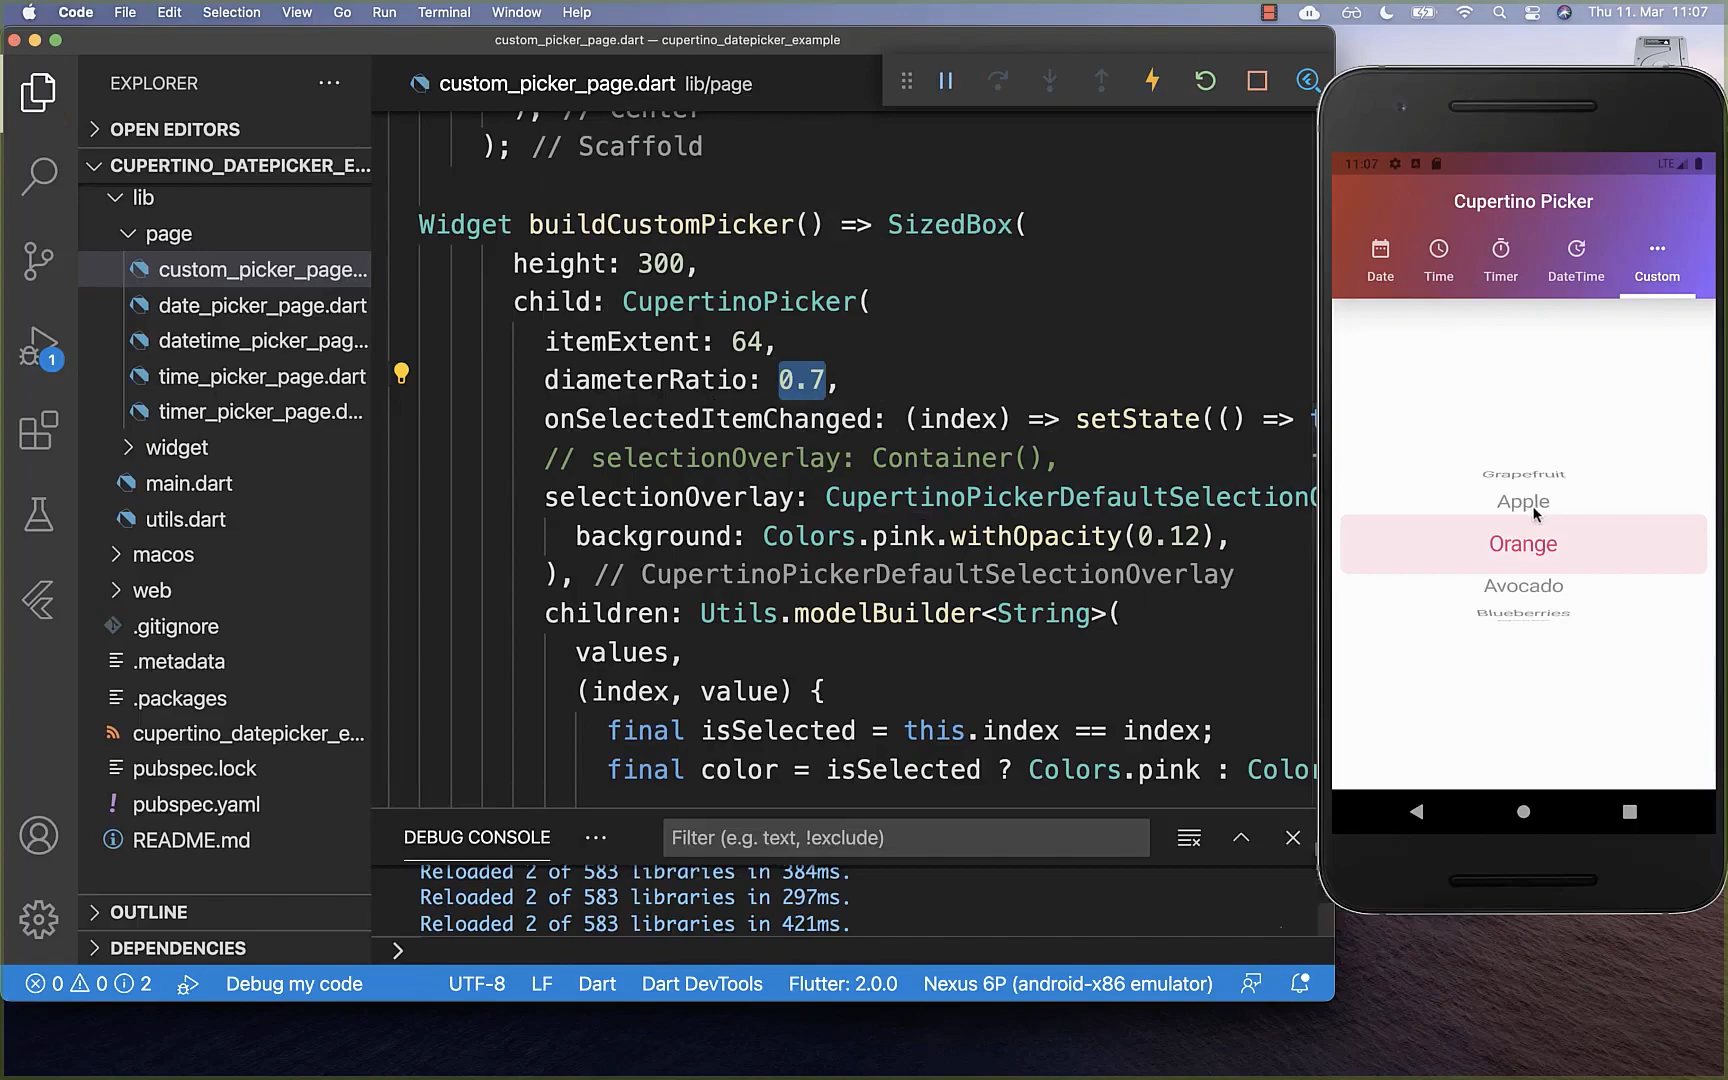 Code File Edit Selection View Go Run Terminal Window Help Thu 11. Mar 11:07
custom_picker_page.dart — cupertino_datepicker_example
EXPLORER
OPEN EDITORS
CUPERTINO_DATEPICKER_E...
lib
page
custom_picker_page...
date_picker_page.dart
datetime_picker_pag...
time_picker_page.dart
timer_picker_page.d...
widget
main.dart
utils.dart
macos
web
.gitignore
.metadata
.packages
cupertino_datepicker_e...
pubspec.lock
pubspec.yaml
README.md
OUTLINE
DEPENDENCIES
1
custom_picker_page.dart lib/page
), // Center
); // Scaffold
Widget buildCustomPicker() => SizedBox(
height: 300,
child: CupertinoPicker(
itemExtent: 64,
diameterRatio: 0.7,
onSelectedItemChanged: (index) => setState(() => t
// selectionOverlay: Container(),
selectionOverlay: CupertinoPickerDefaultSelectionO
background: Colors.pink.withOpacity(0.12),
), // CupertinoPickerDefaultSelectionOverlay
children: Utils.modelBuilder<String>(
values,
(index, value) {
final isSelected = this.index == index;
final color = isSelected ? Colors.pink : Color
DEBUG CONSOLE
Filter (e.g. text, !exclude)
Reloaded 2 of 583 libraries in 384ms.
Reloaded 2 of 583 libraries in 297ms.
Reloaded 2 of 583 libraries in 421ms.
0 0 2 Debug my code UTF-8 LF Dart Dart DevTools Flutter: 2.0.0 Nexus 6P (android-x86 emulator)
11:07 LTE
Cupertino Picker
Date Time Timer DateTime Custom
Grapefruit
Apple
Orange
Avocado
Blueberries